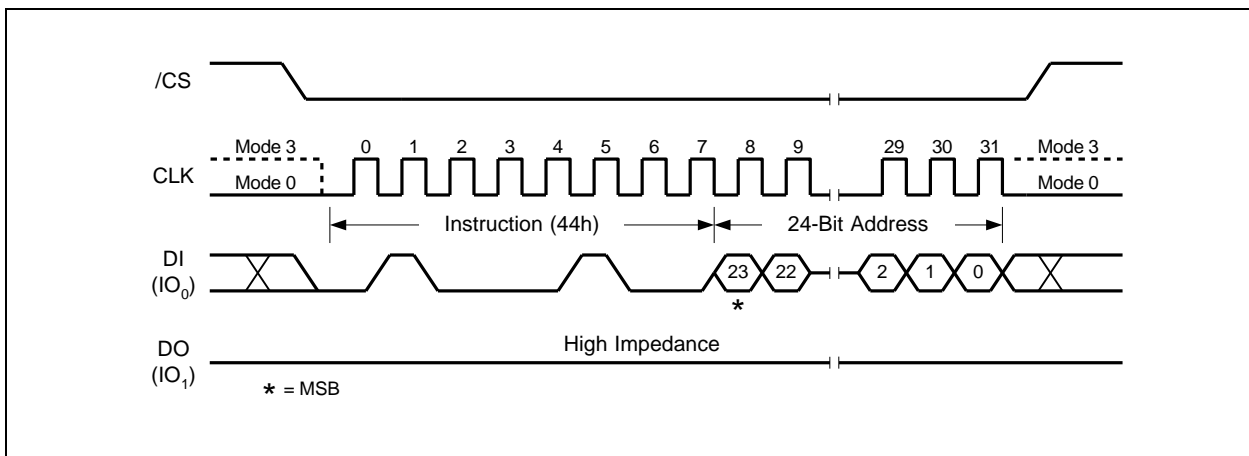 /CS
Mode 3 0 1 2 3 4 5 6 7 8 9 29 30 31 Mode 3
CLK
Mode 0 Mode 0
Instruction (44h) 24-Bit Address
DI
(IO0)
23 22 2 1 0
*
High Impedance
DO
(IO1)
* = MSB